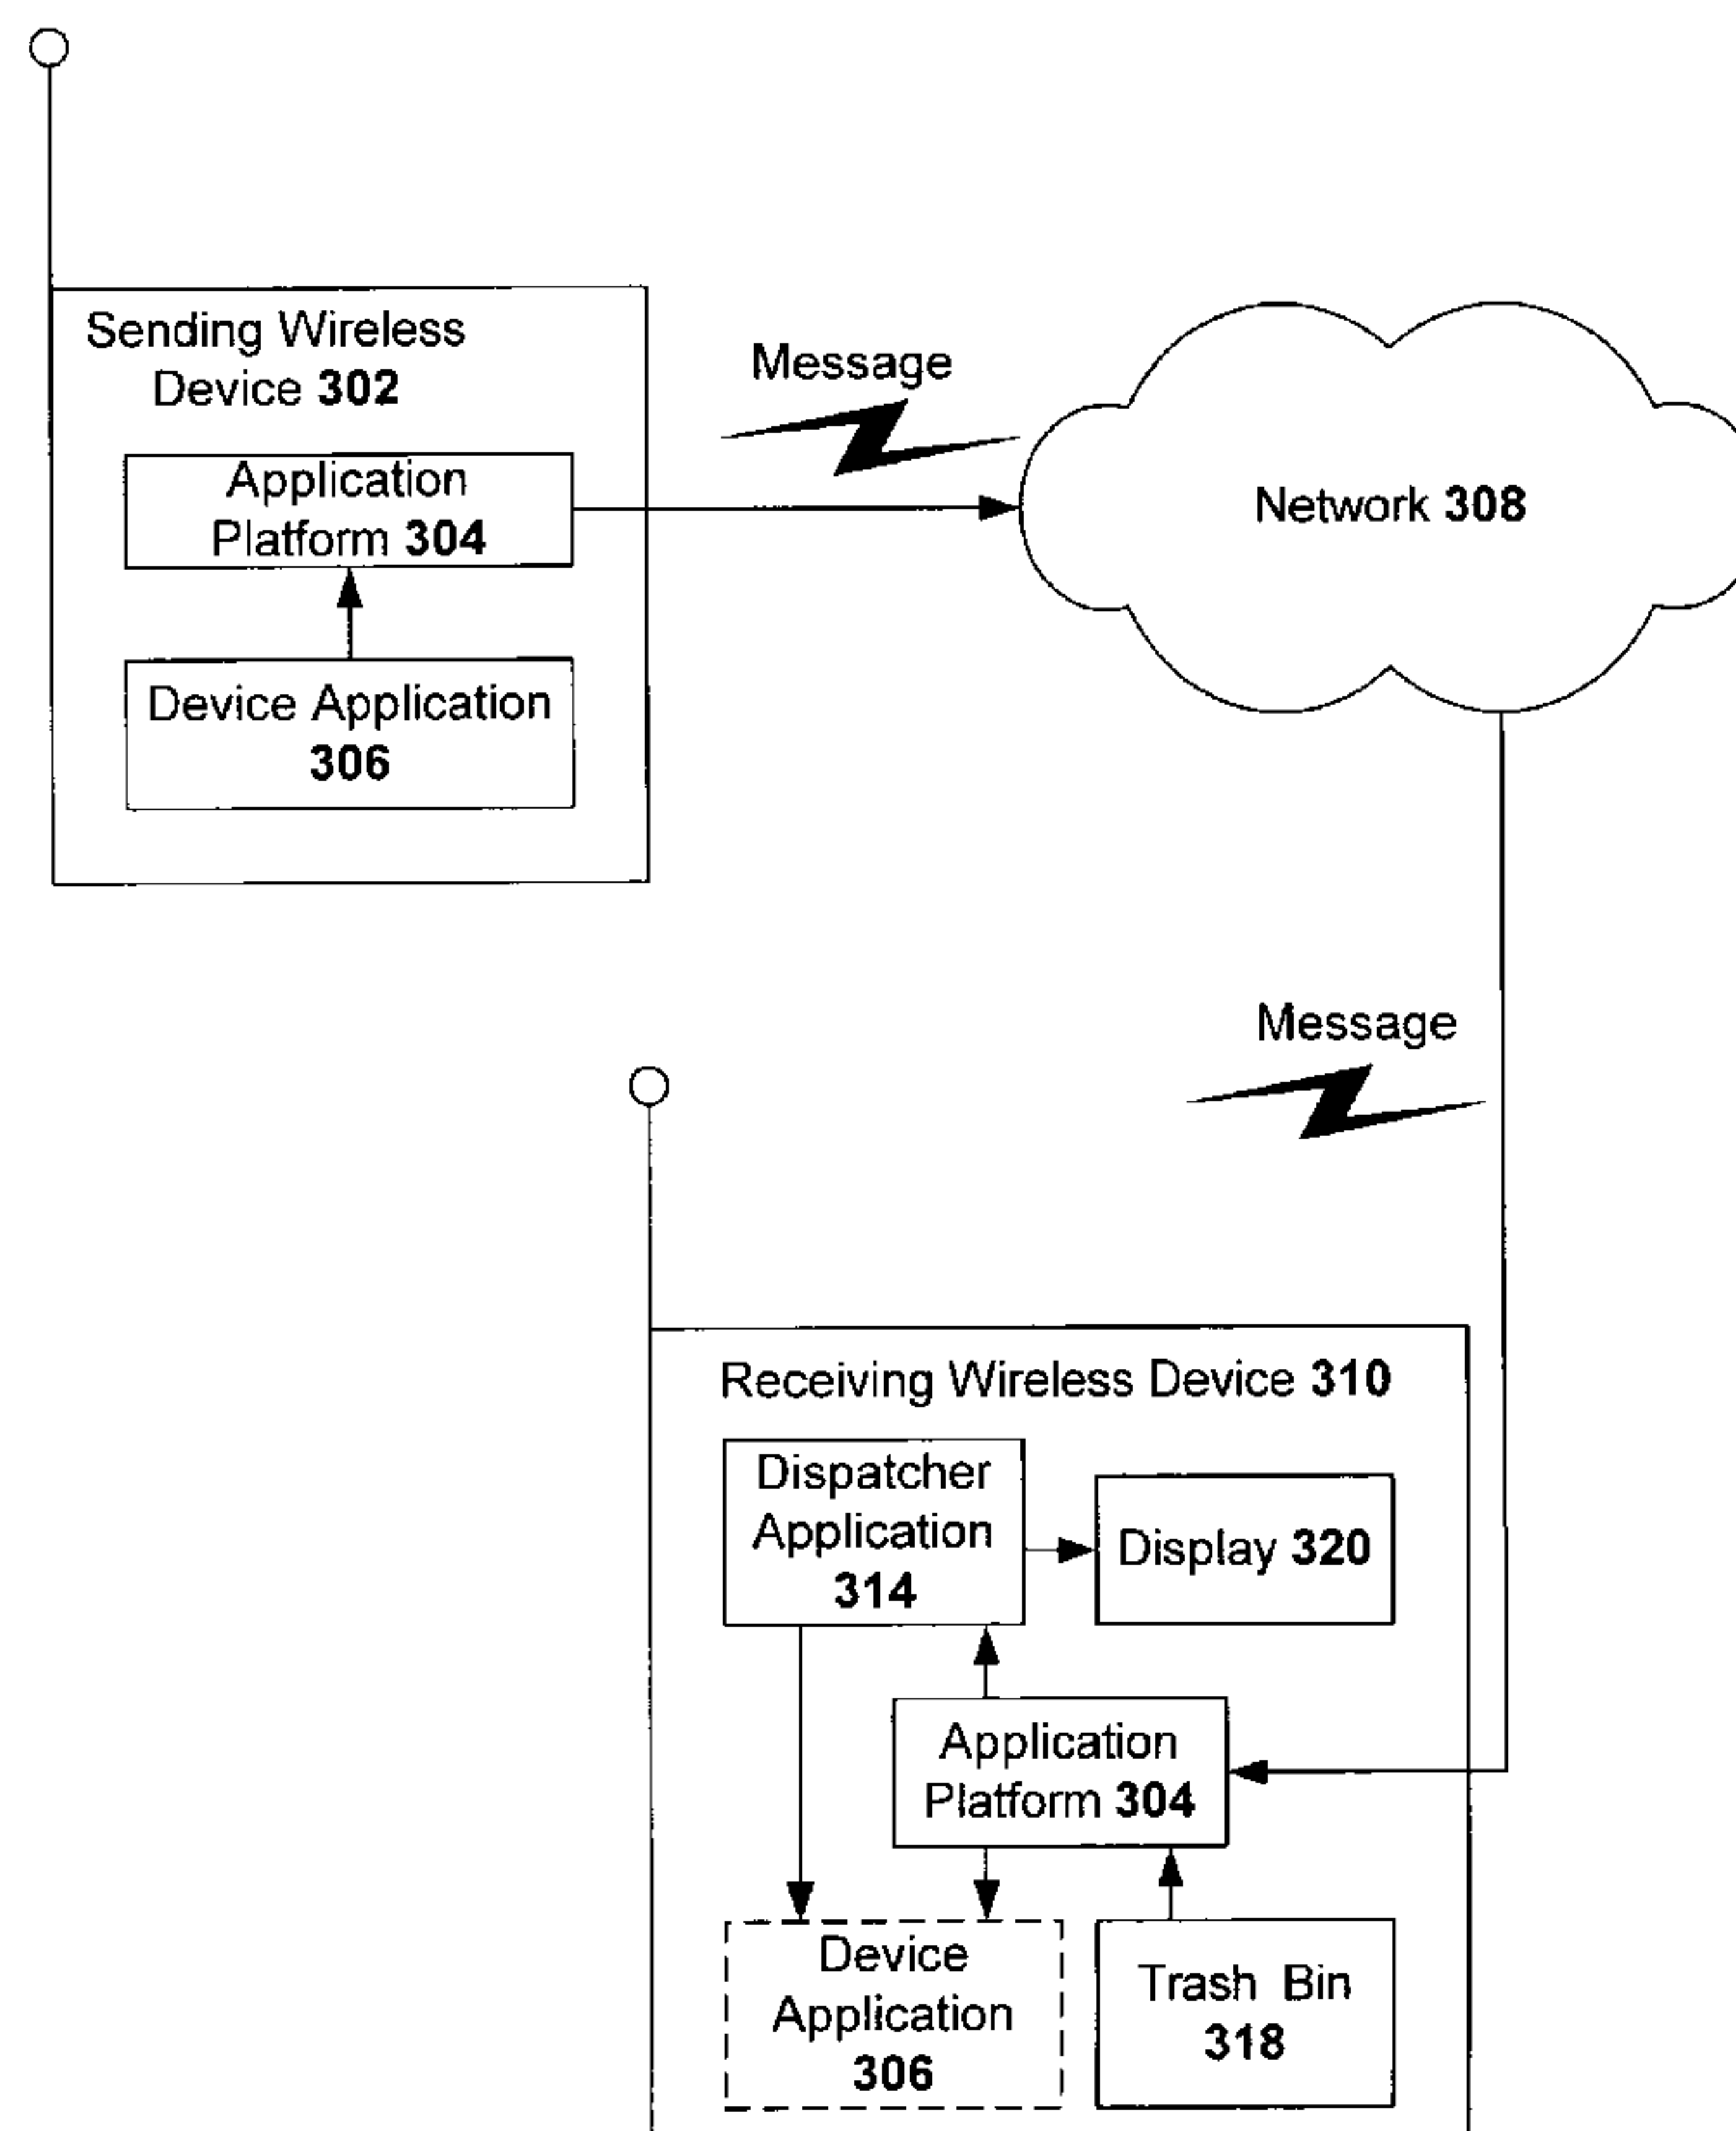 Sending Wireless
Device 302
Application
Platform 304
Device Application
306
Message
Network 308
Message
Receiving Wireless Device 310
Dispatcher
Application
314
Display 320
Application
Platform 304
Device
Application
306
Trash Bin
318